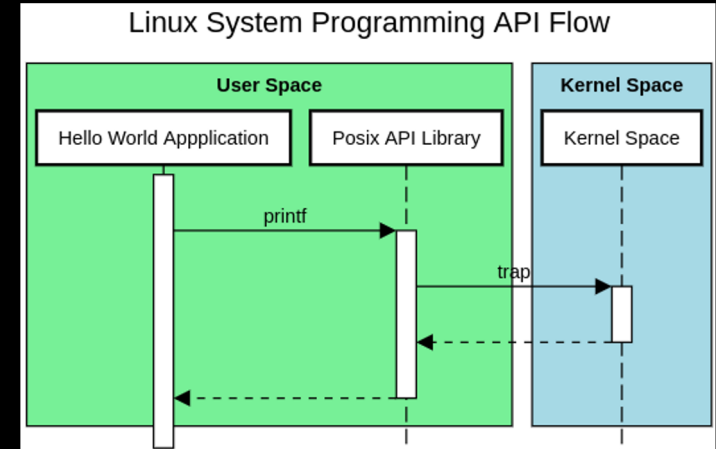 Linux System Programming API Flow
User Space
Kernel Space
Hello World Appplication
Posix API Library
Kernel Space
printf
trap